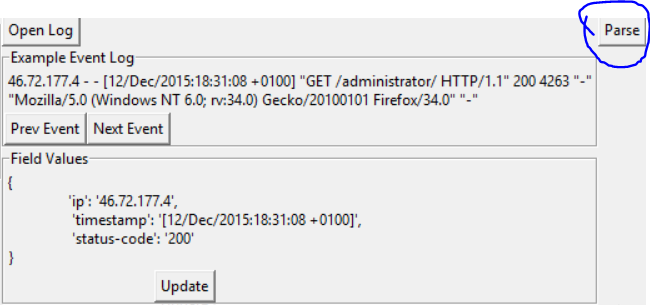 Open Log
Parse
Example Event Log
46.72.177.4 - - [12/Dec/2015:18:31:08 +0100] "GET /administrator/ HTTP/1.1" 200 4263 "-"
"Mozilla/5.0 (Windows NT 6.0; rv:34.0) Gecko/20100101 Firefox/34.0" "-"
Prev Event Next Event
Field Values
{
'ip': '46.72.177.4',
'timestamp': '[12/Dec/2015:18:31:08 +0100]',
'status-code': '200'
}
Update